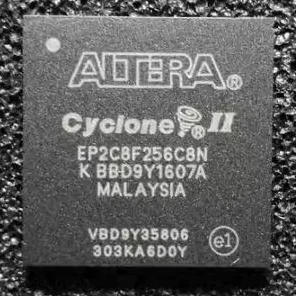 ALTERA®
Cyclone® II
EP2C8F256C8N
K BBD9Y1607A
MALAYSIA
VBD9Y35806
303KA6D0Y
e1